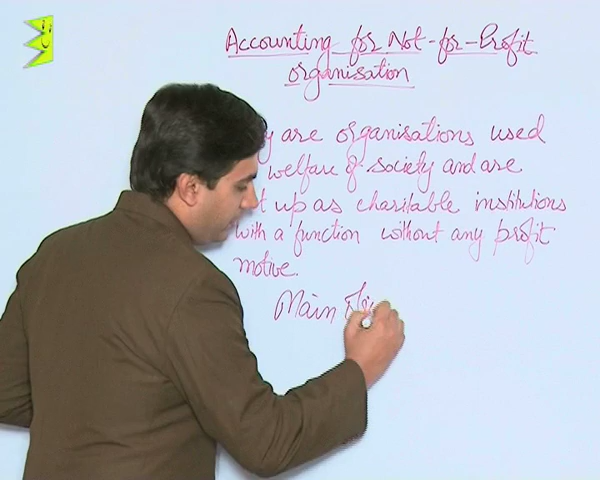 Accounting for Not-for-Profit
organisation
y are organisations used
welfare of society and are
t up as charitable institutions
with a function without any profit
motive.
Main